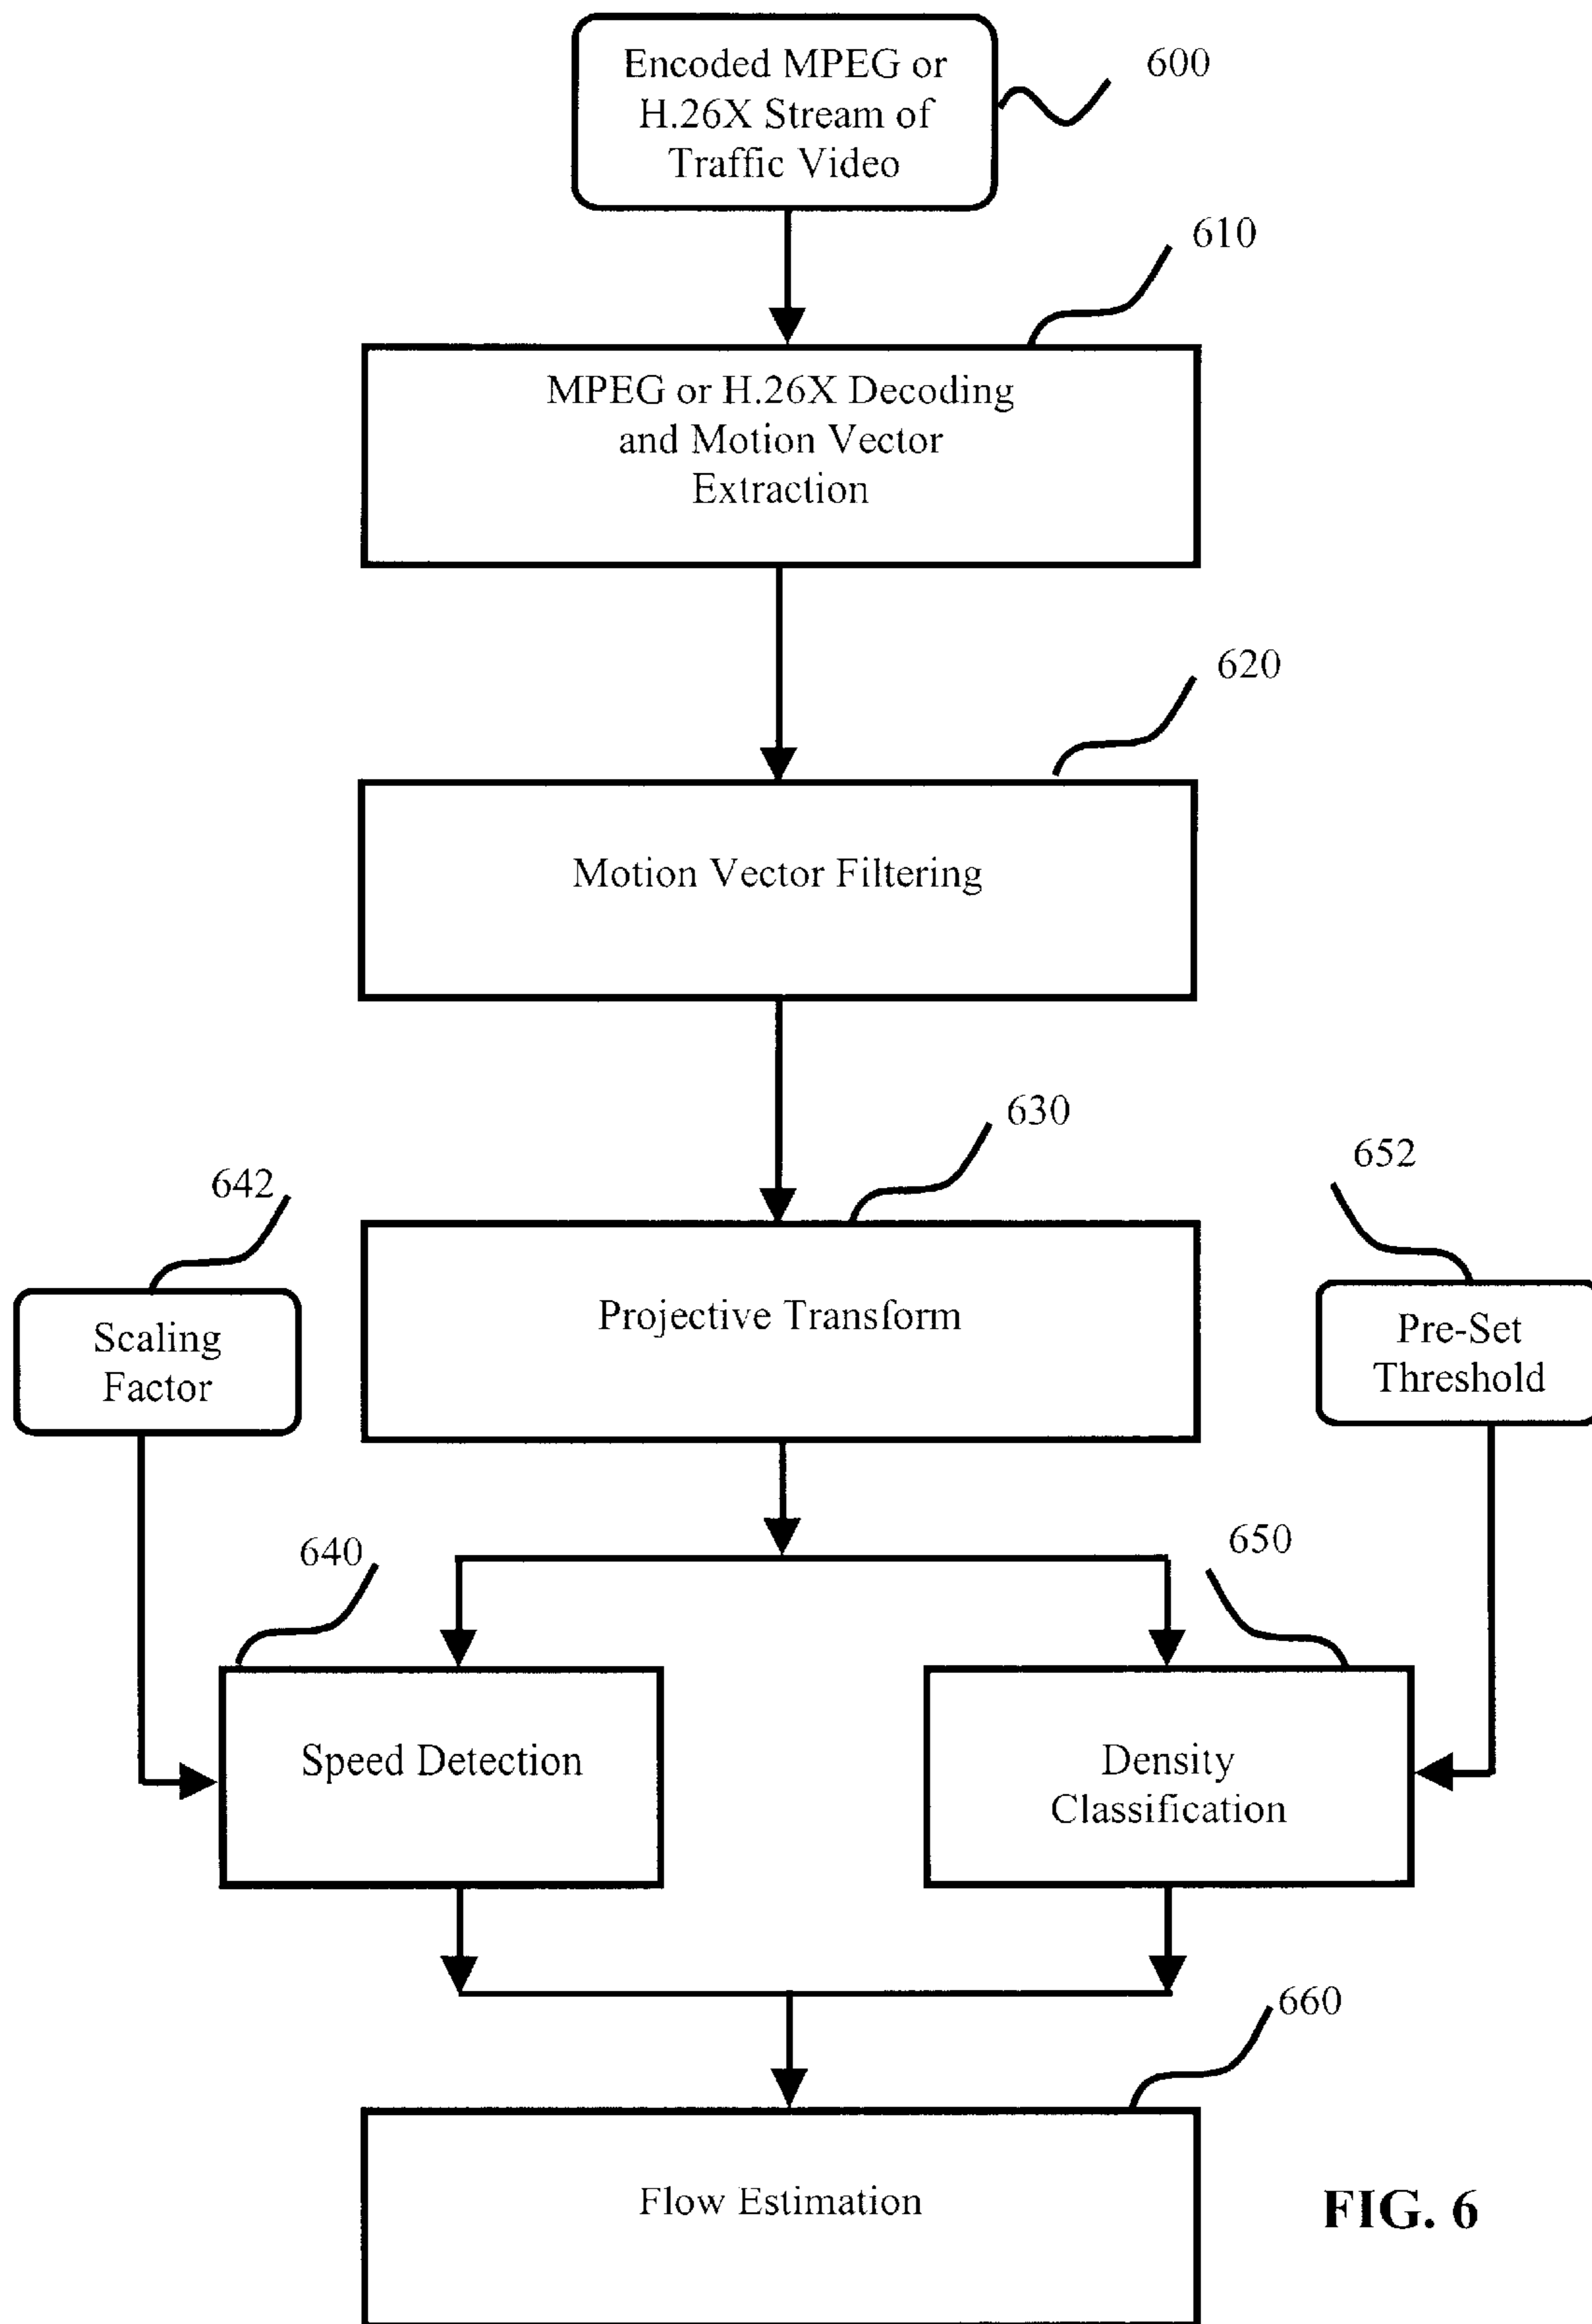 Encoded MPEG or
H.26X Stream of
Traffic Video
600
610
MPEG or H.26X Decoding
and Motion Vector
Extraction
620
Motion Vector Filtering
630
652
642
Projective Transform
Scaling
Factor
Pre-Set
Threshold
640
650
Speed Detection
Density
Classification
660
Flow Estimation
FIG. 6